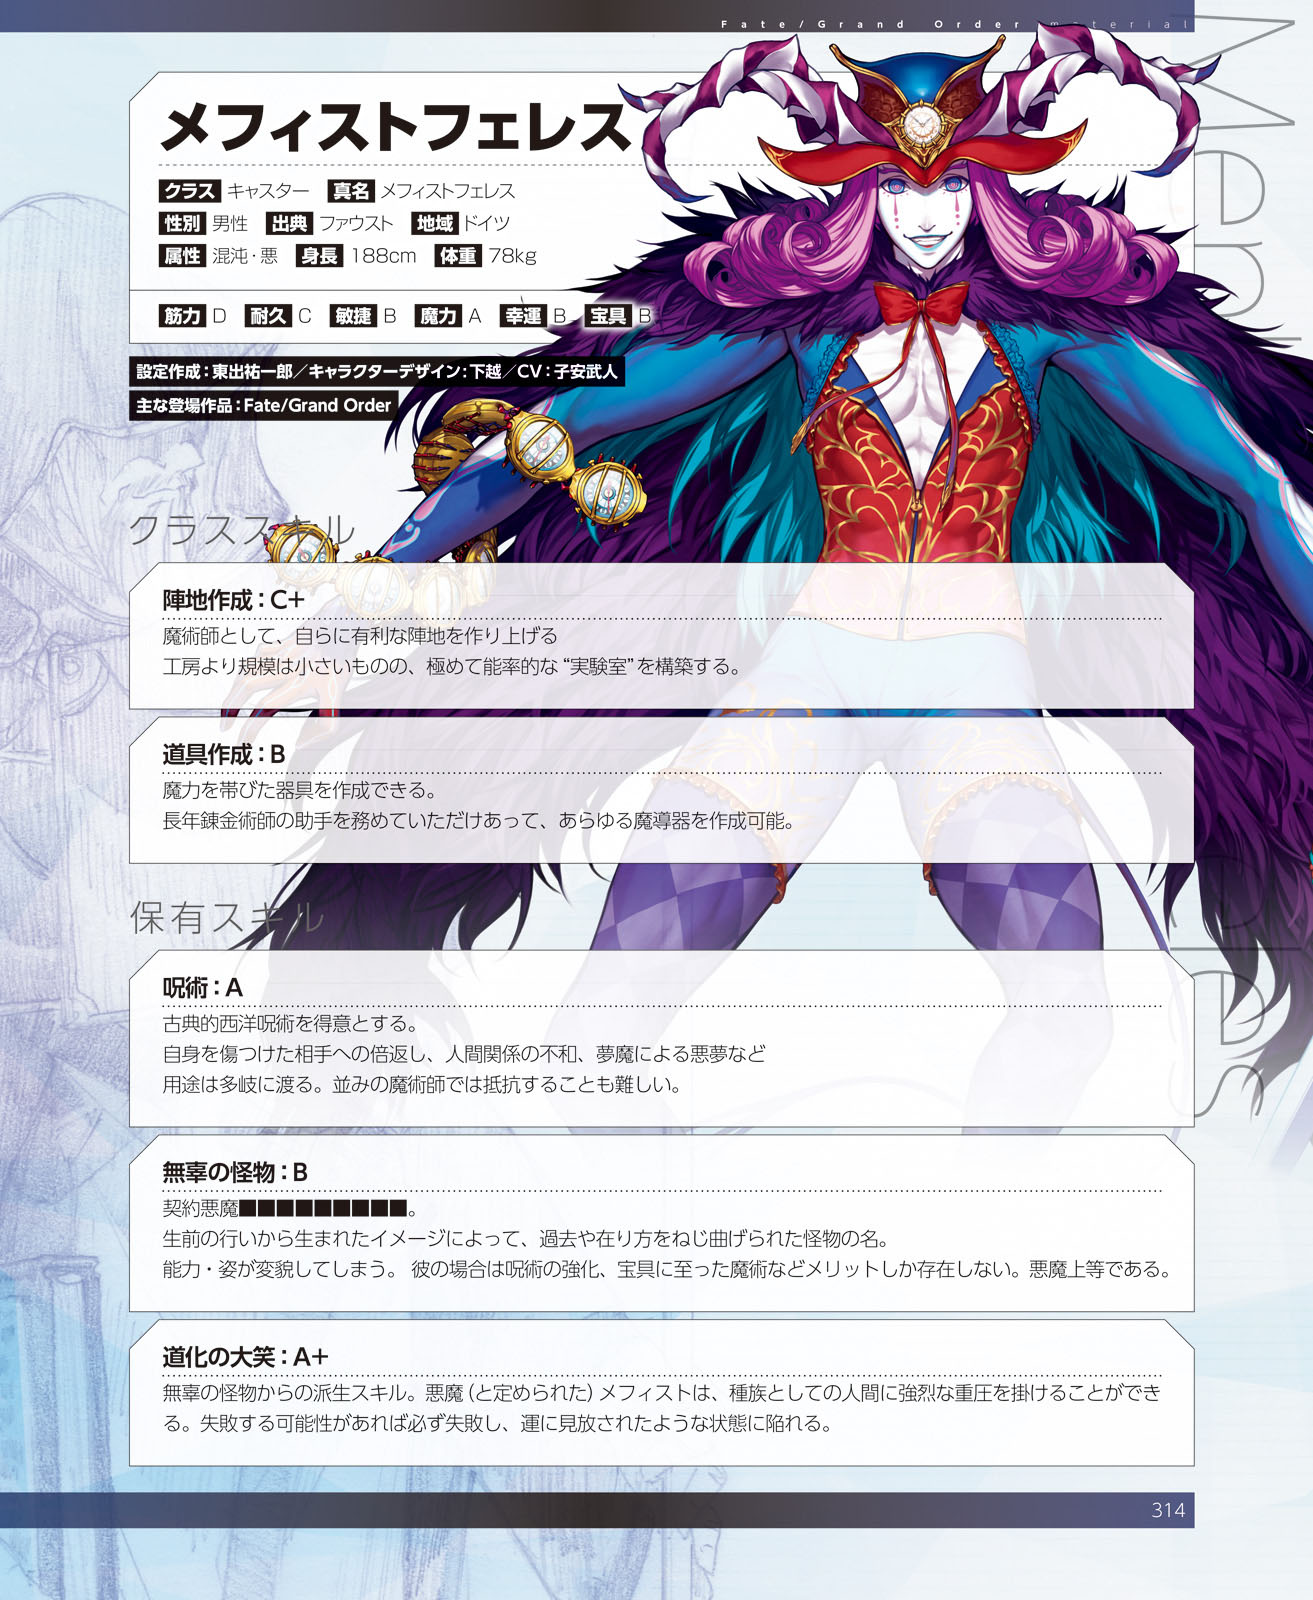 Fate/Grand Order material
メフィストフェレス
クラス キャスター 真名 メフィストフェレス
性別 男性 出典 ファウスト 地域 ドイツ
属性 混沌・悪 身長 188cm 体重 78kg
筋力 D 耐久 C 敏捷 B 魔力 A 幸運 B 宝具 B
設定作成:東出祐一郎/キャラクターデザイン:下越/CV:子安武人
主な登場作品:Fate/Grand Order
クラススキル
陣地作成:C+
魔術師として、自らに有利な陣地を作り上げる
工房より規模は小さいものの、極めて能率的な“実験室”を構築する。
道具作成:B
魔力を帯びた器具を作成できる。
長年錬金術師の助手を務めていただけあって、あらゆる魔導器を作成可能。
保有スキル
呪術:A
古典的西洋呪術を得意とする。
自身を傷つけた相手への倍返し、人間関係の不和、夢魔による悪夢など
用途は多岐に渡る。並みの魔術師では抵抗することも難しい。
無辜の怪物:B
契約悪魔■■■■■■■■■。
生前の行いから生まれたイメージによって、過去や在り方をねじ曲げられた怪物の名。
能力・姿が変貌してしまう。 彼の場合は呪術の強化、宝具に至った魔術などメリットしか存在しない。悪魔上等である。
道化の大笑:A+
無辜の怪物からの派生スキル。悪魔(と定められた)メフィストは、種族としての人間に強烈な重圧を掛けることができ
る。失敗する可能性があれば必ず失敗し、運に見放されたような状態に陥れる。
314